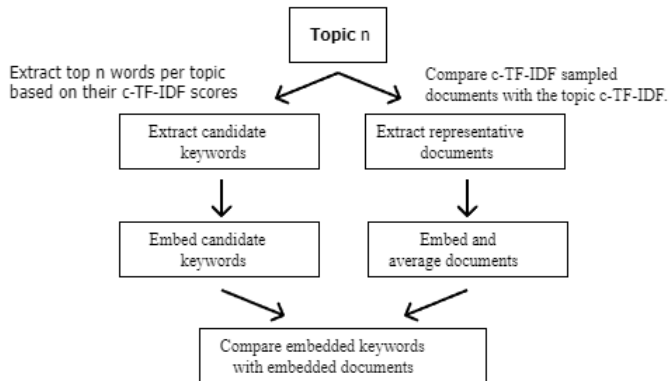 Topic n
Extract top n words per topic
based on their c-TF-IDF scores
Compare c-TF-IDF sampled
documents with the topic c-TF-IDF.
Extract candidate
keywords
Extract representative
documents
Embed candidate
keywords
Embed and
average documents
Compare embedded keywords
with embedded documents